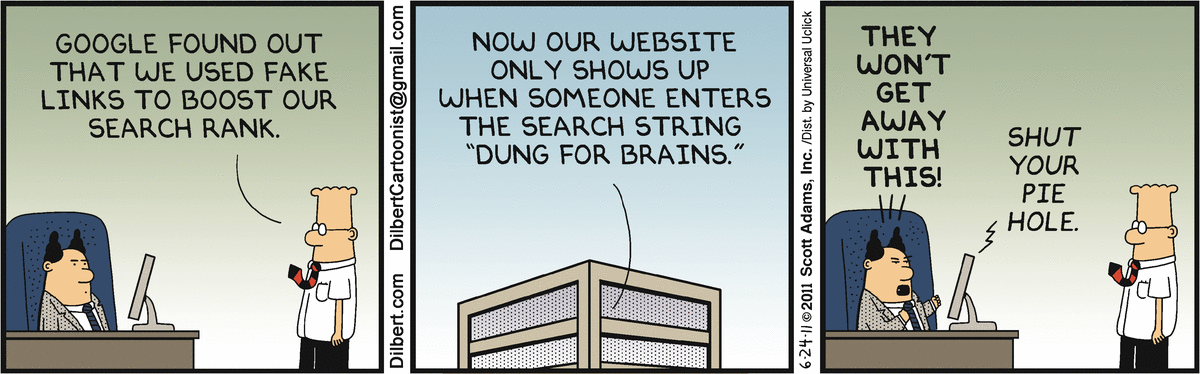 GOOGLE FOUND OUT
THAT WE USED FAKE
LINKS TO BOOST OUR
SEARCH RANK.
Dilbert.com DilbertCartoonist@gmail.com
NOW OUR WEBSITE
ONLY SHOWS UP
WHEN SOMEONE ENTERS
THE SEARCH STRING
“DUNG FOR BRAINS.”
6-24-11 © 2011 Scott Adams, Inc. /Dist. by Universal Uclick
THEY
WON'T
GET
AWAY
WITH
THIS!
SHUT
YOUR
PIE
HOLE.